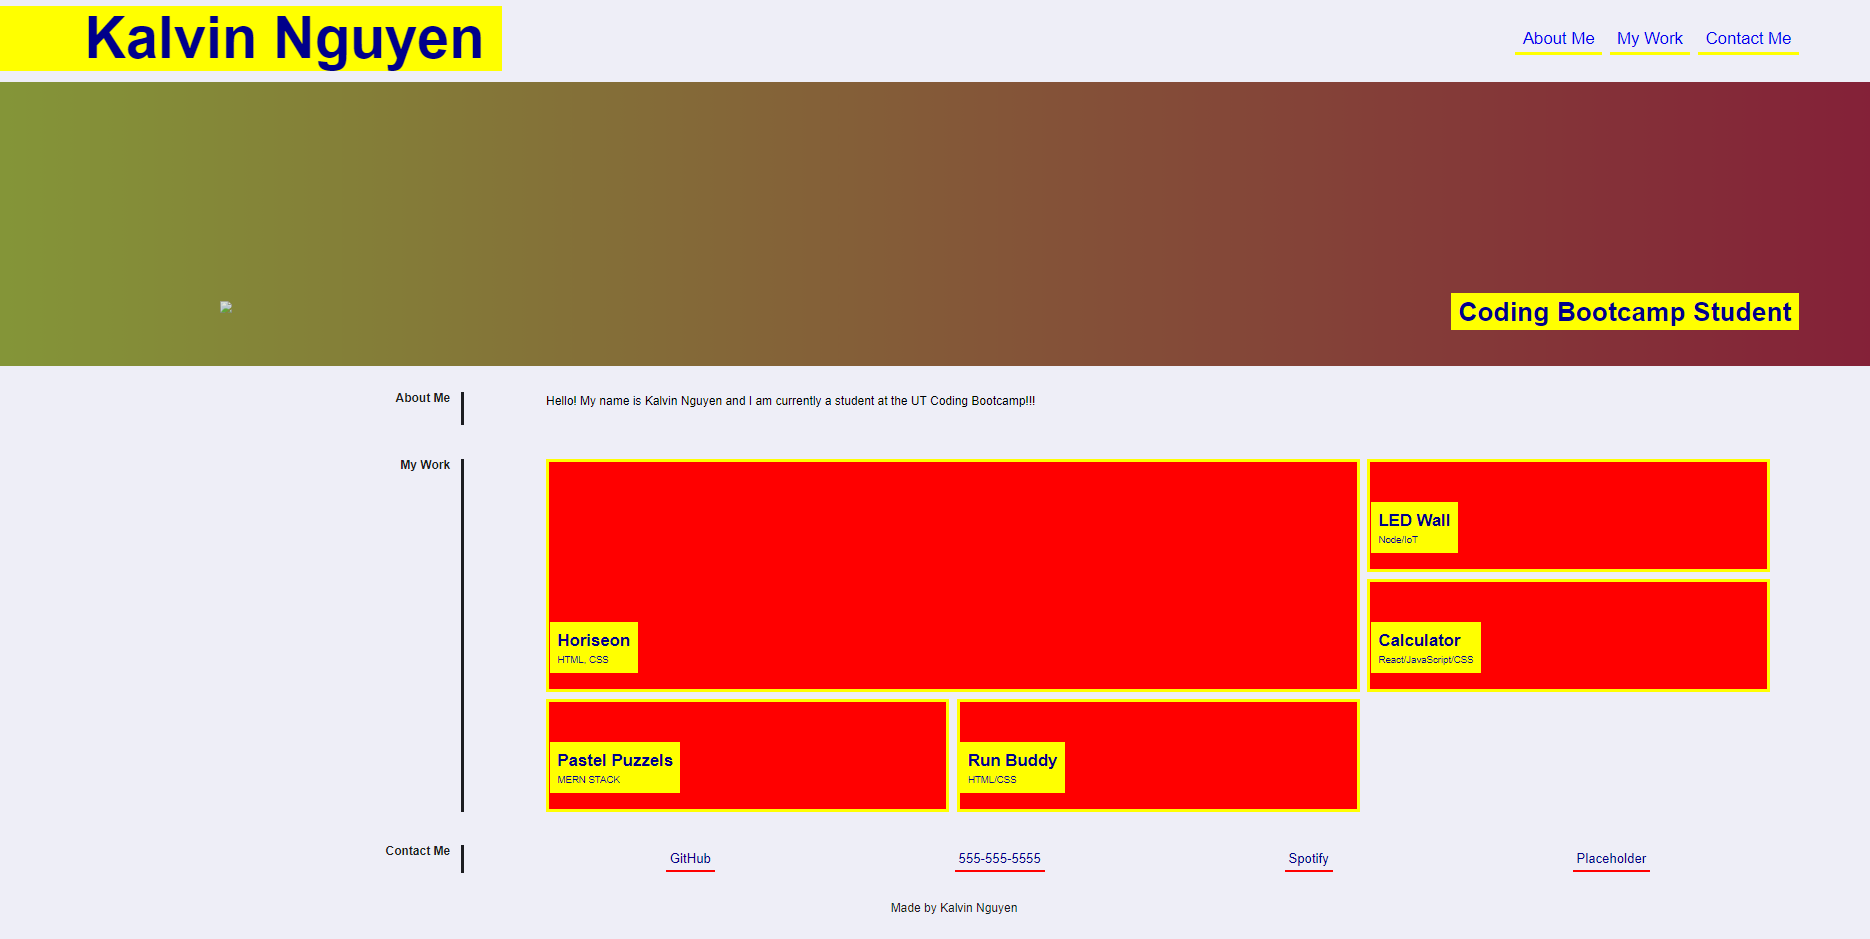 Kalvin Nguyen
About Me
My Work
Contact Me
Coding Bootcamp Student
About Me
Hello! My name is Kalvin Nguyen and I am currently a student at the UT Coding Bootcamp!!!
My Work
LED Wall
Node/IoT
Horiseon
HTML, CSS
Calculator
React/JavaScript/CSS
Pastel Puzzels
MERN STACK
Run Buddy
HTML/CSS
Contact Me
GitHub
555-555-5555
Spotify
Placeholder
Made by Kalvin Nguyen